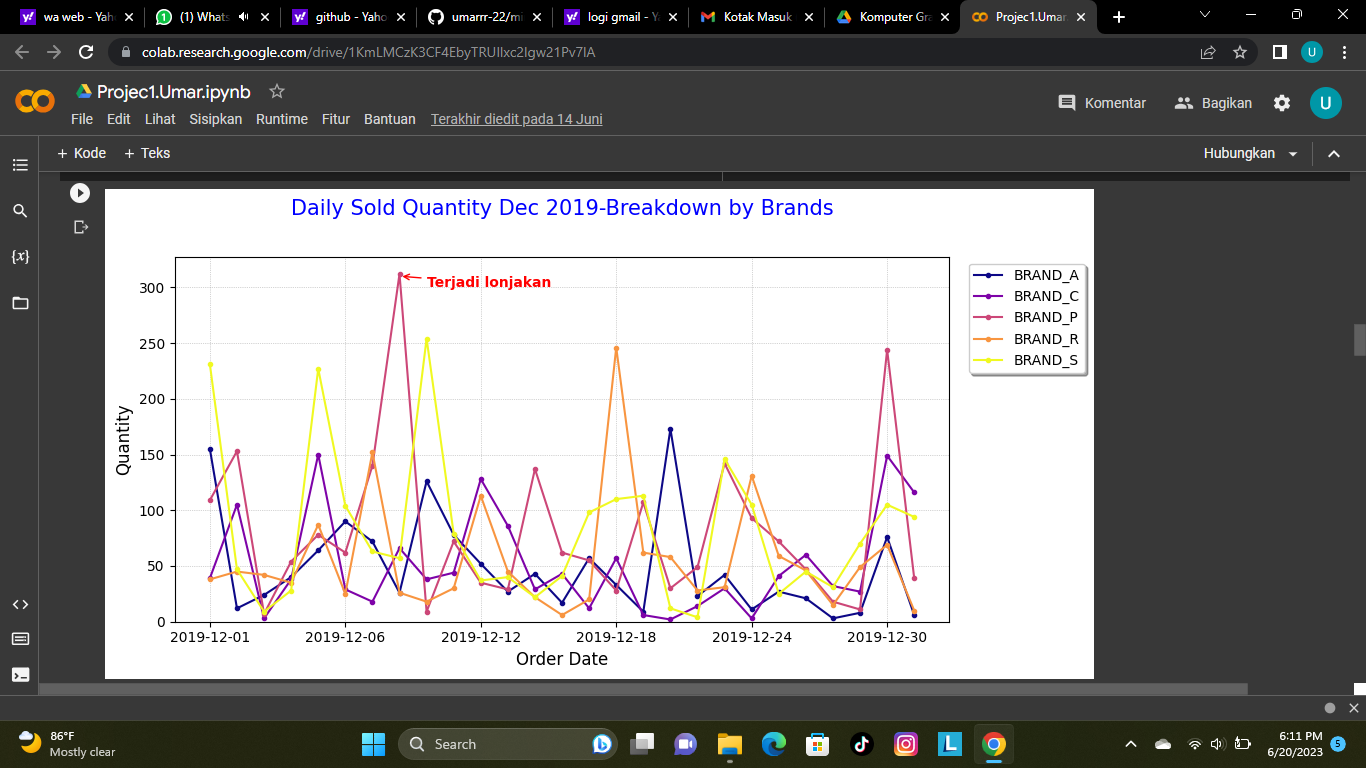 wa web - Yah
(1) Whats
github - Yaho
umarrr-22/mi
logi gmail - Y
Kotak Masuk
Komputer Gra
Projec1.Umar
colab.research.google.com/drive/1KmLMCzK3CF4EbyTRUIlxc2Igw21Pv7IA
U
Projec1.Umar.ipynb
Komentar
Bagikan
U
File Edit Lihat Sisipkan Runtime Fitur Bantuan Terakhir diedit pada 14 Juni
+ Kode + Teks
Hubungkan
{x}
Daily Sold Quantity Dec 2019-Breakdown by Brands
Terjadi lonjakan
BRAND_A
BRAND_C
BRAND_P
BRAND_R
BRAND_S
300
250
200
150
100
50
0
Quantity
2019-12-01 2019-12-06 2019-12-12 2019-12-18 2019-12-24 2019-12-30
Order Date
86°F
Mostly clear
Search
L
6:11 PM
6/20/2023
5